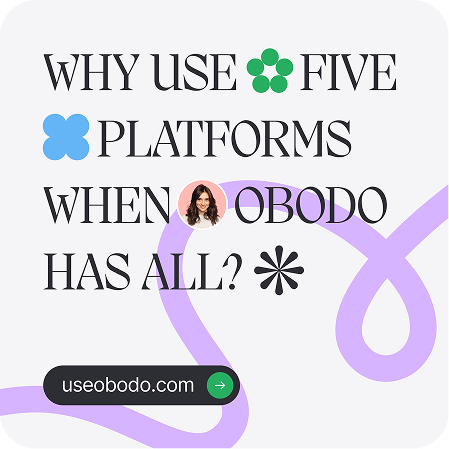 WHY USE FIVE
PLATFORMS
WHEN OBODO
HAS ALL?
useobodo.com